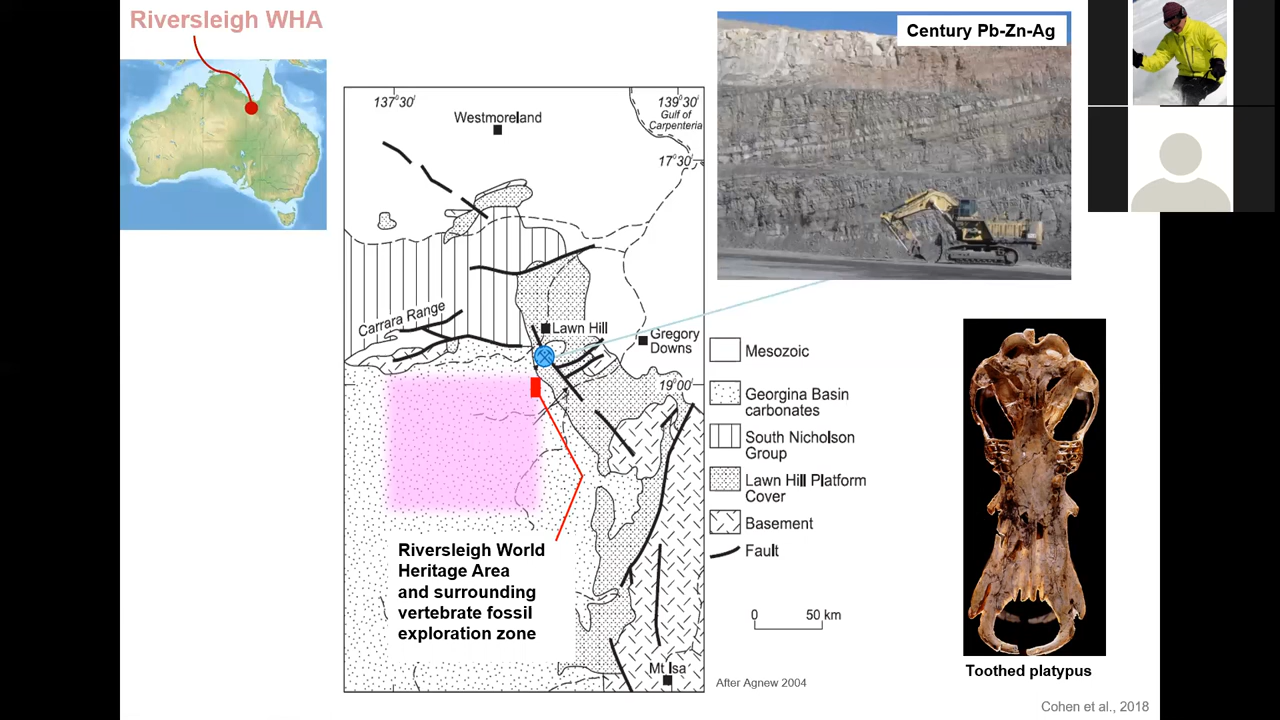 Riversleigh WHA
Century Pb-Zn-Ag
137°30'
139°30'
Gulf of
Carpenteria
Westmoreland
17°30'
Carrara Range
Lawn Hill
Gregory
Downs
19°00'
Mesozoic
Georgina Basin
carbonates
South Nicholson
Group
Lawn Hill Platform
Cover
Basement
Fault
Riversleigh World
Heritage Area
and surrounding
vertebrate fossil
exploration zone
0 50 km
Mt Isa
After Agnew 2004
Toothed platypus
Cohen et al., 2018